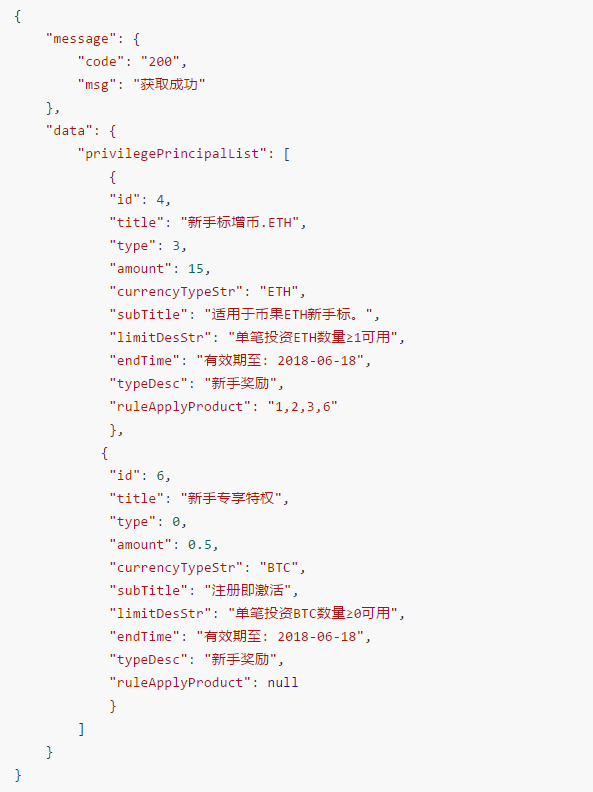 {
    "message": {
        "code": "200",
        "msg": "获取成功"
    },
    "data": {
        "privilegePrincipalList": [
            {
            "id": 4,
            "title": "新手标增币.ETH",
            "type": 3,
            "amount": 15,
            "currencyTypeStr": "ETH",
            "subTitle": "适用于币果ETH新手标。",
            "limitDesStr": "单笔投资ETH数量≥1可用",
            "endTime": "有效期至: 2018-06-18",
            "typeDesc": "新手奖励",
            "ruleApplyProduct": "1,2,3,6"
            },
           {
            "id": 6,
            "title": "新手专享特权",
            "type": 0,
            "amount": 0.5,
            "currencyTypeStr": "BTC",
            "subTitle": "注册即激活",
            "limitDesStr": "单笔投资BTC数量≥0可用",
            "endTime": "有效期至: 2018-06-18",
            "typeDesc": "新手奖励",
            "ruleApplyProduct": null
            }
        ]
    }
}